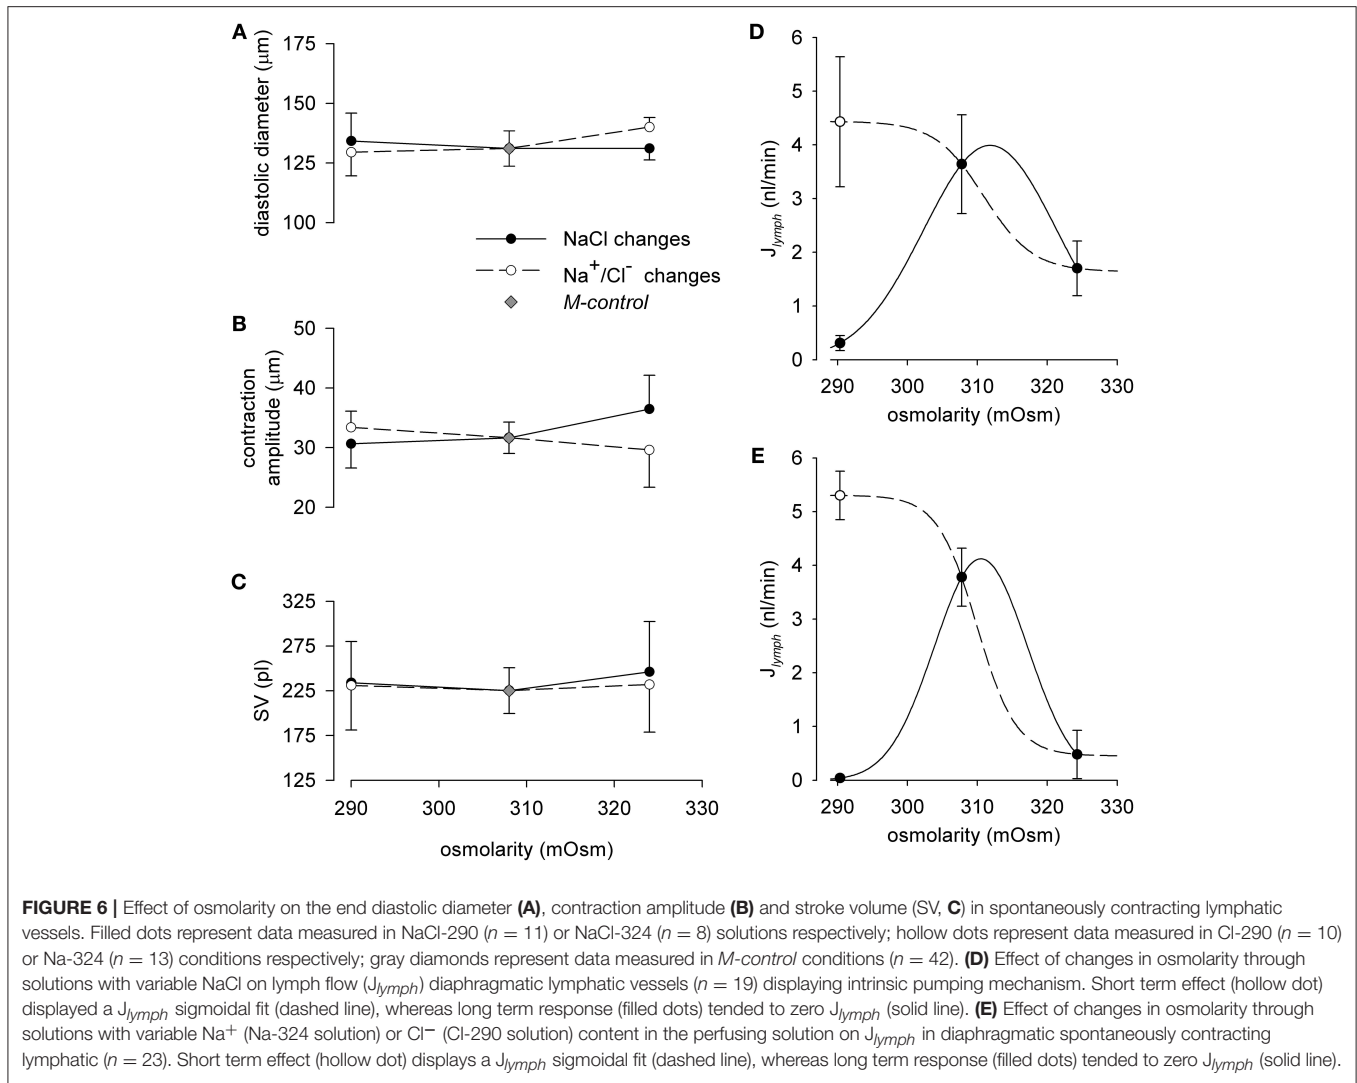 A
diastolic diameter (μm)
175
150
125
100
NaCl changes
Na+/Cl- changes
M-control
B
contraction
amplitude (μm)
50
40
30
20
C
SV (pl)
325
275
225
175
125
290 300 310 320 330
osmolarity (mOsm)
D
Jlymph (nl/min)
6
5
4
3
2
1
0
290 300 310 320 330
osmolarity (mOsm)
E
Jlymph (nl/min)
6
5
4
3
2
1
0
290 300 310 320 330
osmolarity (mOsm)
FIGURE 6 | Effect of osmolarity on the end diastolic diameter (A), contraction amplitude (B) and stroke volume (SV, C) in spontaneously contracting lymphatic
vessels. Filled dots represent data measured in NaCl-290 (n = 11) or NaCl-324 (n = 8) solutions respectively; hollow dots represent data measured in Cl-290 (n = 10)
or Na-324 (n = 13) conditions respectively; gray diamonds represent data measured in M-control conditions (n = 42). (D) Effect of changes in osmolarity through
solutions with variable NaCl on lymph flow (Jlymph) diaphragmatic lymphatic vessels (n = 19) displaying intrinsic pumping mechanism. Short term effect (hollow dot)
displayed a Jlymph sigmoidal fit (dashed line), whereas long term response (filled dots) tended to zero Jlymph (solid line). (E) Effect of changes in osmolarity through
solutions with variable Na+ (Na-324 solution) or Cl− (Cl-290 solution) content in the perfusing solution on Jlymph in diaphragmatic spontaneously contracting
lymphatic (n = 23). Short term effect (hollow dot) displays a Jlymph sigmoidal fit (dashed line), whereas long term response (filled dots) tended to zero Jlymph (solid line).